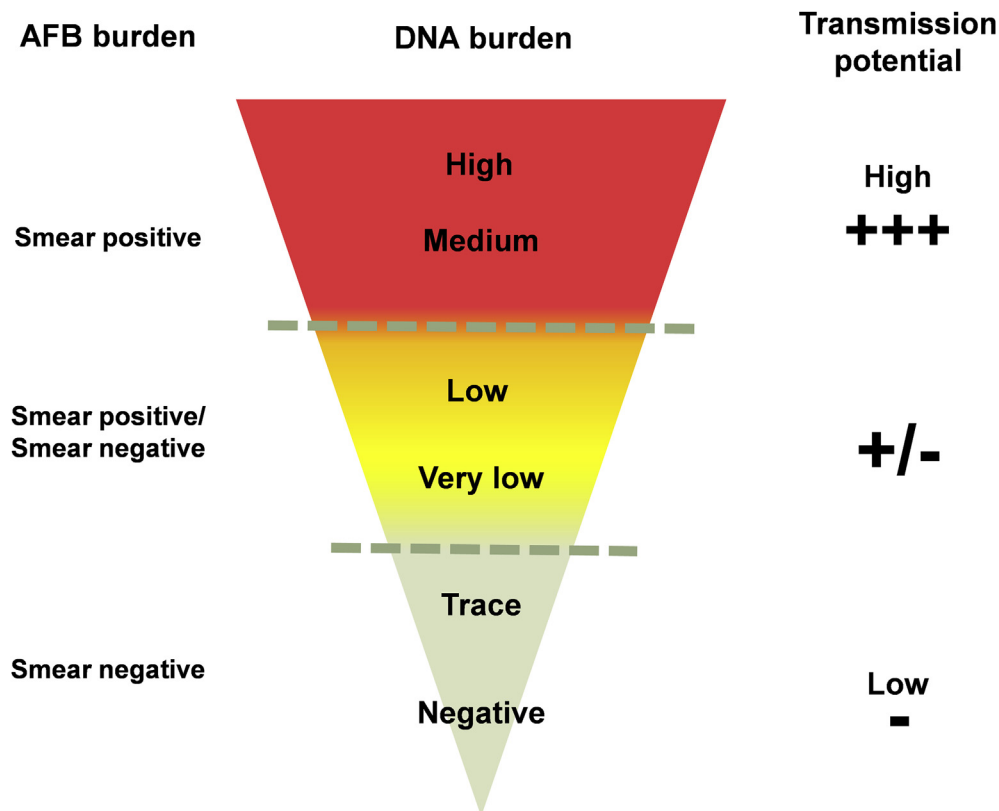 AFB burden
DNA burden
Transmission
potential
High
Medium
Smear positive
High
+++
Low
Very low
Smear positive/
Smear negative
+/-
Trace
Negative
Smear negative
Low
-